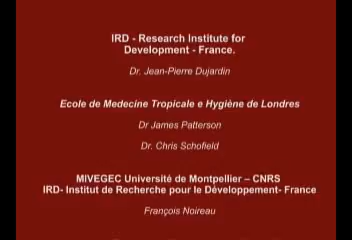 IRD - Research Institute for
Development - France.
Dr. Jean-Pierre Dujardin
Ecole de Medecine Tropicale e Hygiène de Londres
Dr James Patterson
Dr. Chris Schofield
MIVEGEC Université de Montpellier – CNRS
IRD- Institut de Recherche pour le Développement- France
François Noireau